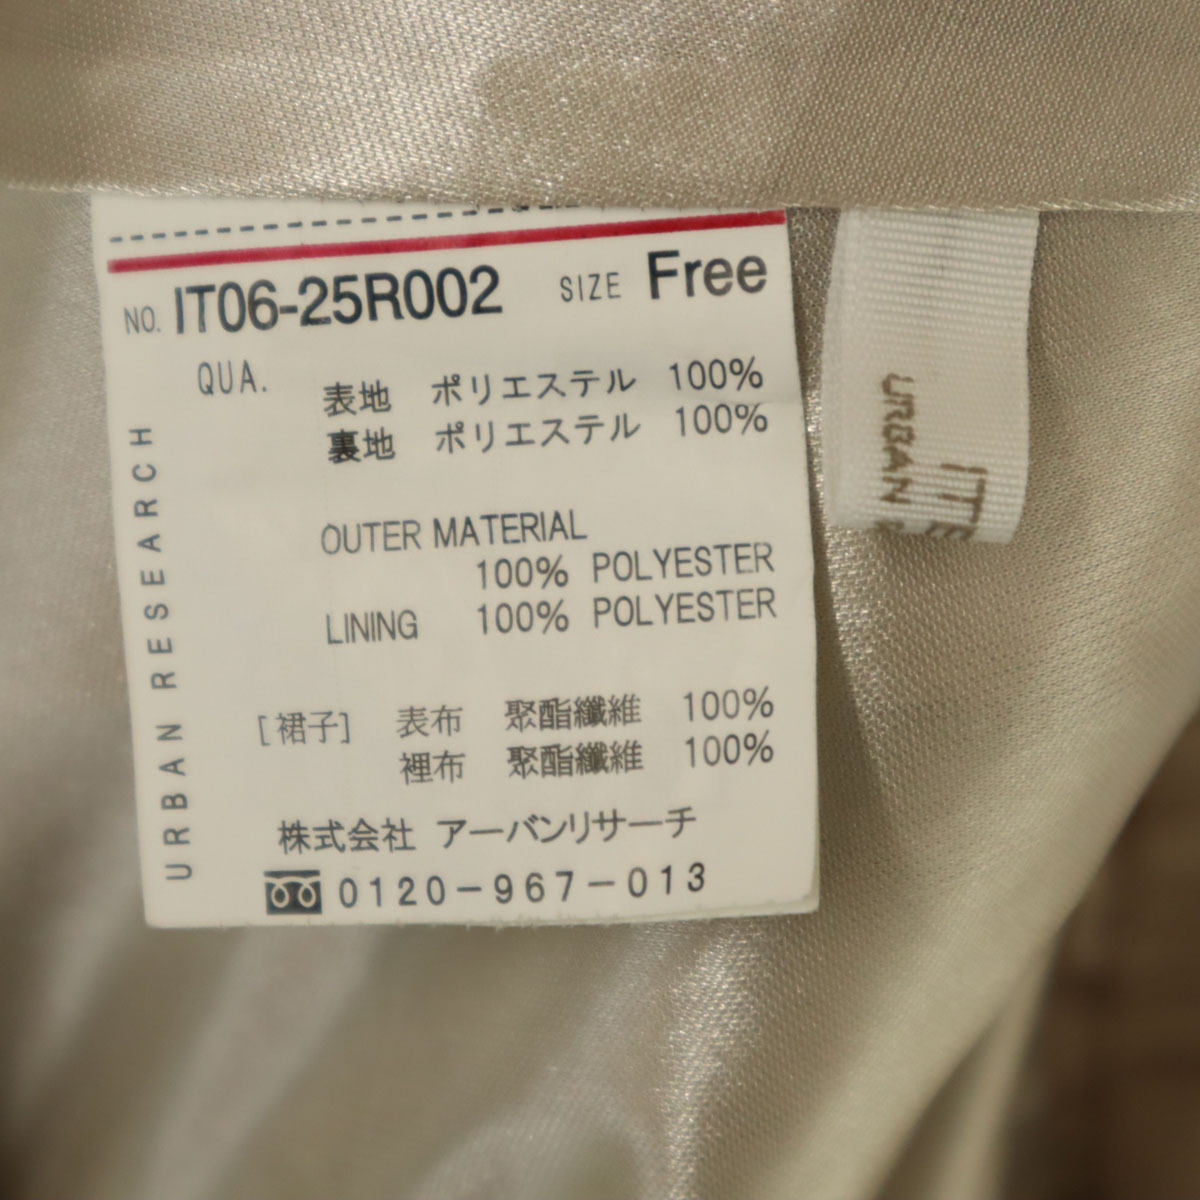 NO. IT06-25R002 SIZE Free
QUA.
表地 ポリエステル 100%
裏地 ポリエステル 100%
OUTER MATERIAL
100% POLYESTER
LINING 100% POLYESTER
[裙子] 表布 聚酯纖維 100%
裡布 聚酯纖維 100%
株式会社 アーバンリサーチ
0120-967-013
URBAN RESEARCH
URBAN